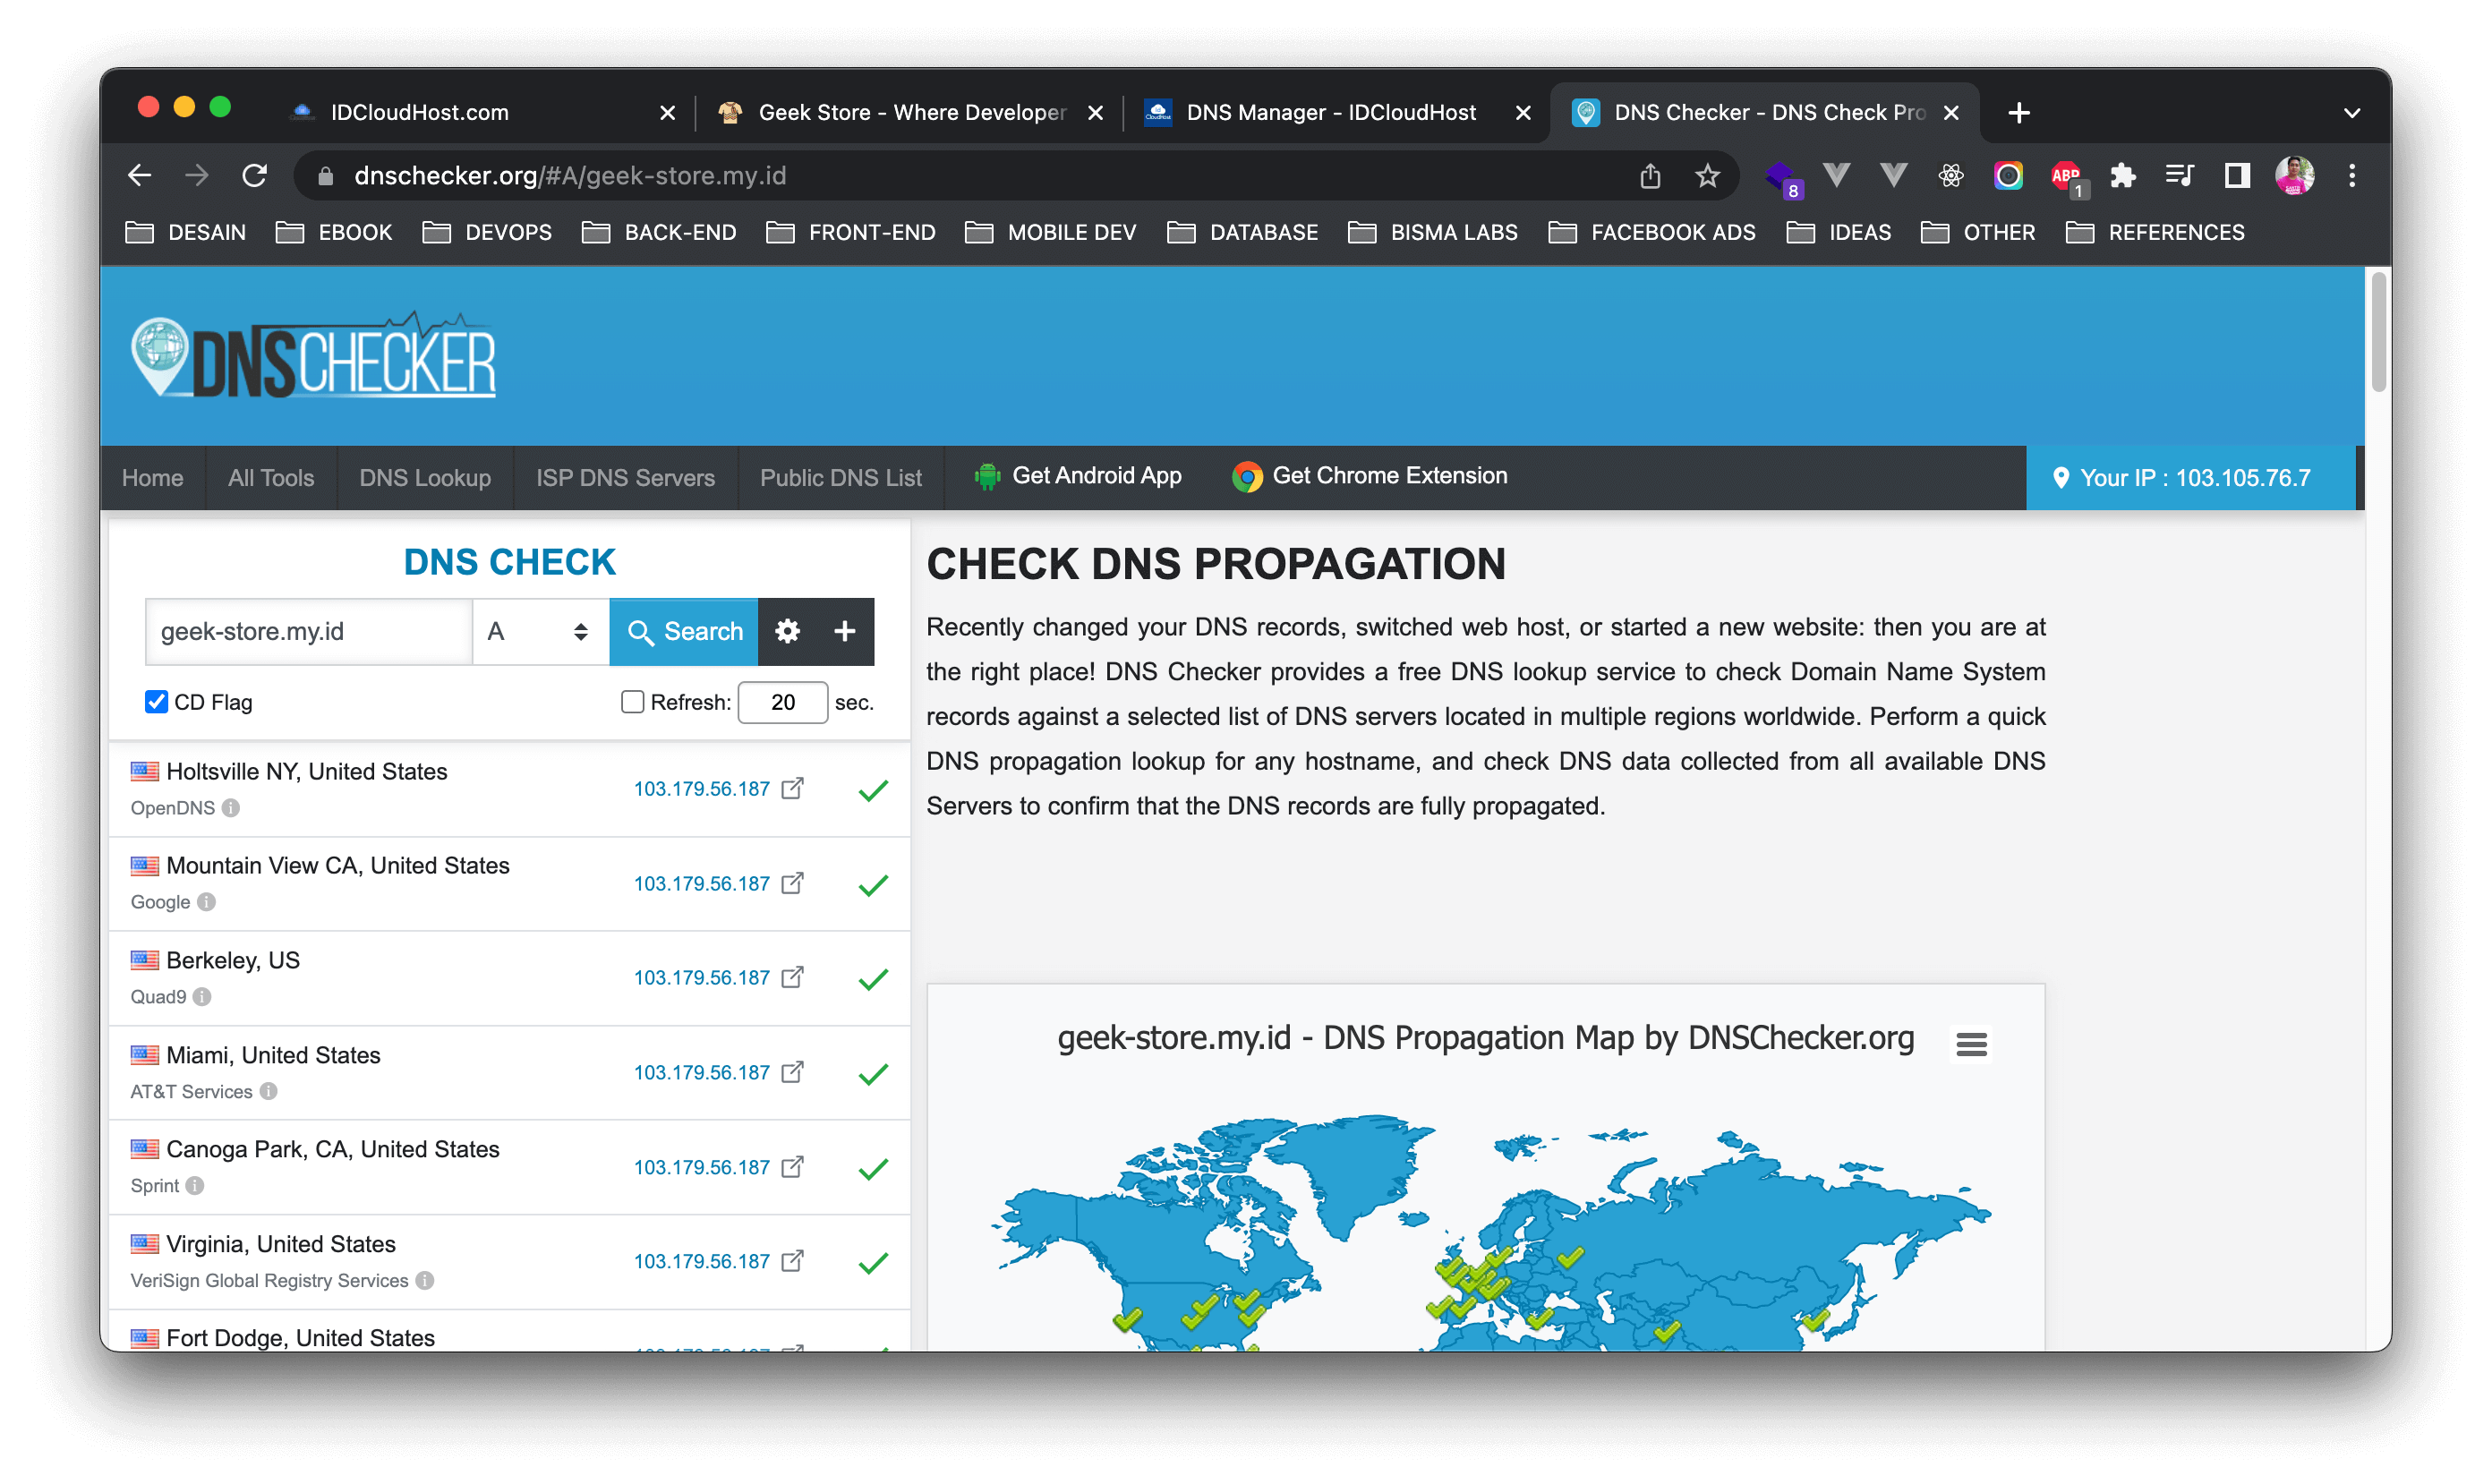 IDCloudHost.com
Geek Store - Where Developer
DNS Manager - IDCloudHost
DNS Checker - DNS Check Pro
dnschecker.org/#A/geek-store.my.id
8
ABP
1
DESAIN
EBOOK
DEVOPS
BACK-END
FRONT-END
MOBILE DEV
DATABASE
BISMA LABS
FACEBOOK ADS
IDEAS
OTHER
REFERENCES
DNSCHECKER
Home
All Tools
DNS Lookup
ISP DNS Servers
Public DNS List
Get Android App
Get Chrome Extension
Your IP : 103.105.76.7
DNS CHECK
geek-store.my.id
A
Search
CD Flag
Refresh: 20 sec.
Holtsville NY, United States
OpenDNS
103.179.56.187
Mountain View CA, United States
Google
103.179.56.187
Berkeley, US
Quad9
103.179.56.187
Miami, United States
AT&T Services
103.179.56.187
Canoga Park, CA, United States
Sprint
103.179.56.187
Virginia, United States
VeriSign Global Registry Services
103.179.56.187
Fort Dodge, United States
CHECK DNS PROPAGATION
Recently changed your DNS records, switched web host, or started a new website: then you are at
the right place! DNS Checker provides a free DNS lookup service to check Domain Name System
records against a selected list of DNS servers located in multiple regions worldwide. Perform a quick
DNS propagation lookup for any hostname, and check DNS data collected from all available DNS
Servers to confirm that the DNS records are fully propagated.
geek-store.my.id - DNS Propagation Map by DNSChecker.org